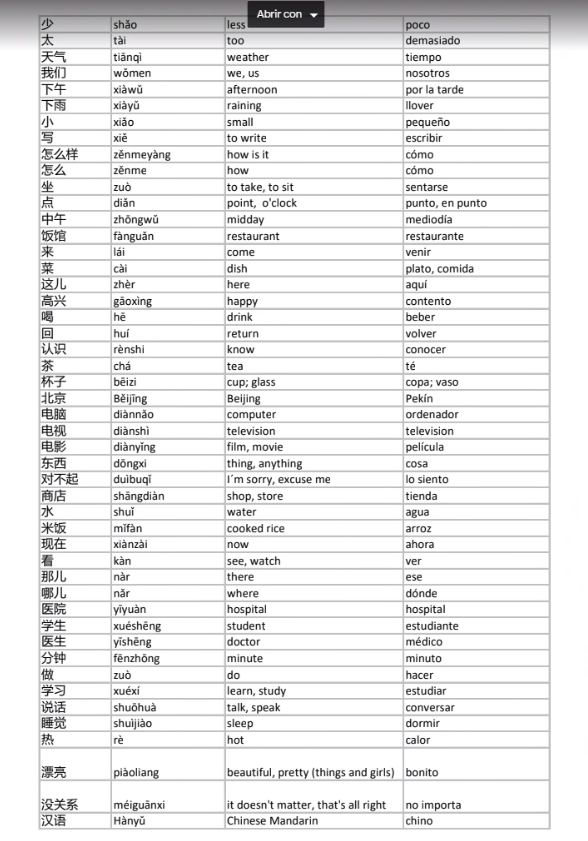 Abrir con
少 shǎo less poco
太 tài too demasiado
天气 tiānqì weather tiempo
我们 wǒmen we, us nosotros
下午 xiàwǔ afternoon por la tarde
下雨 xiàyǔ raining llover
小 xiǎo small pequeño
写 xiě to write escribir
怎么样 zěnmeyàng how is it cómo
怎么 zěnme how cómo
坐 zuò to take, to sit sentarse
点 diǎn point, o'clock punto, en punto
中午 zhōngwǔ midday mediodía
饭馆 fànguǎn restaurant restaurante
来 lái come venir
菜 cài dish plato, comida
这儿 zhèr here aquí
高兴 gāoxìng happy contento
喝 hē drink beber
回 huí return volver
认识 rènshi know conocer
茶 chá tea té
杯子 bēizi cup; glass copa; vaso
北京 Běijīng Beijing Pekín
电脑 diànnǎo computer ordenador
电视 diànshì television television
电影 diànyǐng film, movie película
东西 dōngxi thing, anything cosa
对不起 duìbuqǐ I´m sorry, excuse me lo siento
商店 shāngdiàn shop, store tienda
水 shuǐ water agua
米饭 mǐfàn cooked rice arroz
现在 xiànzài now ahora
看 kàn see, watch ver
那儿 nàr there ese
哪儿 nǎr where dónde
医院 yīyuàn hospital hospital
学生 xuéshēng student estudiante
医生 yīshēng doctor médico
分钟 fēnzhōng minute minuto
做 zuò do hacer
学习 xuéxí learn, study estudiar
说话 shuōhuà talk, speak conversar
睡觉 shuìjiào sleep dormir
热 rè hot calor
漂亮 piàoliang beautiful, pretty (things and girls) bonito
没关系 méiguānxi it doesn't matter, that's all right no importa
汉语 Hànyǔ Chinese Mandarin chino